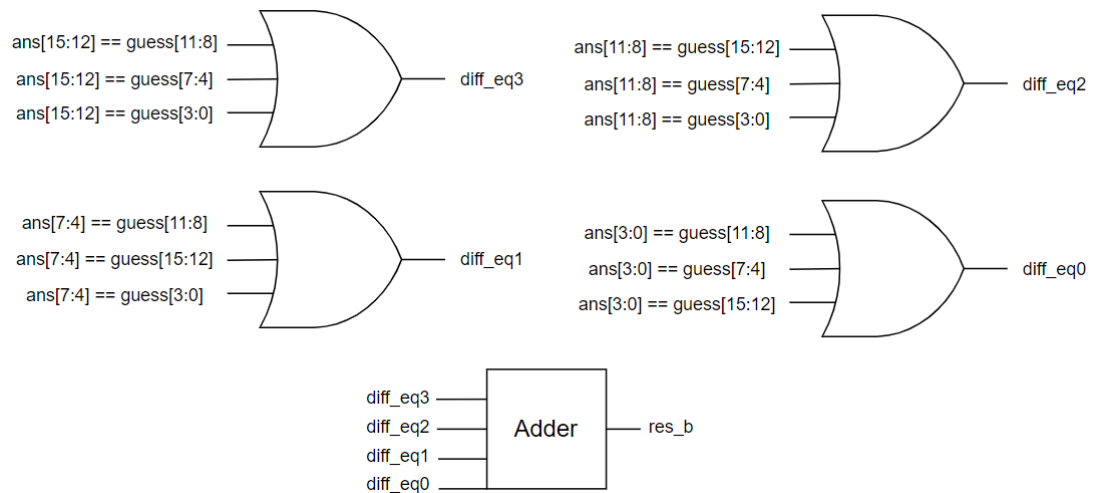 ans[15:12] == guess[11:8]
ans[15:12] == guess[7:4]
ans[15:12] == guess[3:0]
diff_eq3
ans[11:8] == guess[15:12]
ans[11:8] == guess[7:4]
ans[11:8] == guess[3:0]
diff_eq2
ans[7:4] == guess[11:8]
ans[7:4] == guess[15:12]
ans[7:4] == guess[3:0]
diff_eq1
ans[3:0] == guess[11:8]
ans[3:0] == guess[7:4]
ans[3:0] == guess[15:12]
diff_eq0
diff_eq3
diff_eq2
diff_eq1
diff_eq0
Adder
res_b